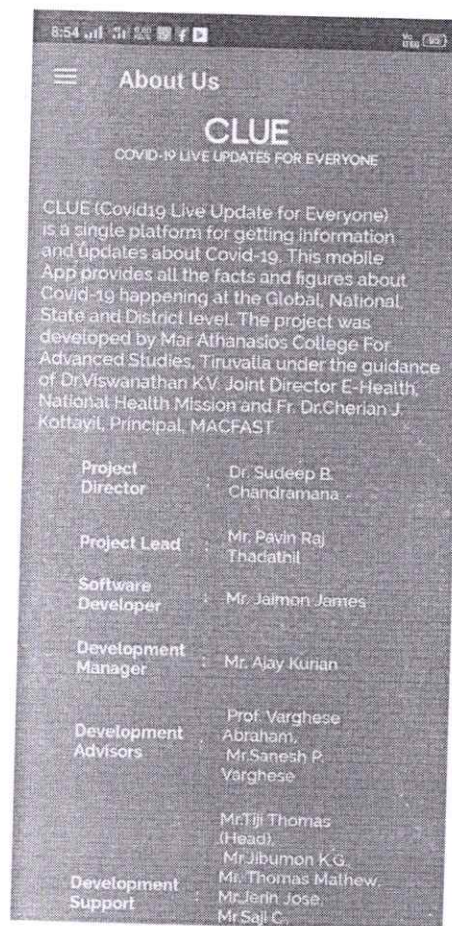 8:54
About Us
CLUE
COVID-19 LIVE UPDATES FOR EVERYONE
CLUE (Covid19 Live Update for Everyone)
is a single platform for getting information
and updates about Covid-19. This mobile
App provides all the facts and figures about
Covid-19 happening at the Global, National,
State and District level. The project was
developed by Mar Athanasios College For
Advanced Studies, Tiruvalla under the guidance
of Dr.Viswanathan K.V. Joint Director E-Health,
National Health Mission and Fr. Dr.Cherian J.
Kottayil, Principal, MACFAST
Project
Director : Dr. Sudeep B.
Chandramana
Project Lead : Mr. Pavin Raj
Thadathil
Software
Developer : Mr. Jaimon James
Development
Manager : Mr. Ajay Kurian
Development
Advisors : Prof. Varghese
Abraham,
Mr.Sanesh P.
Varghese
Development
Support : Mr.Tiji Thomas
(Head),
Mr.Jibumon K.G,
Mr. Thomas Mathew,
Mr.Jerin Jose,
Mr.Saji C.